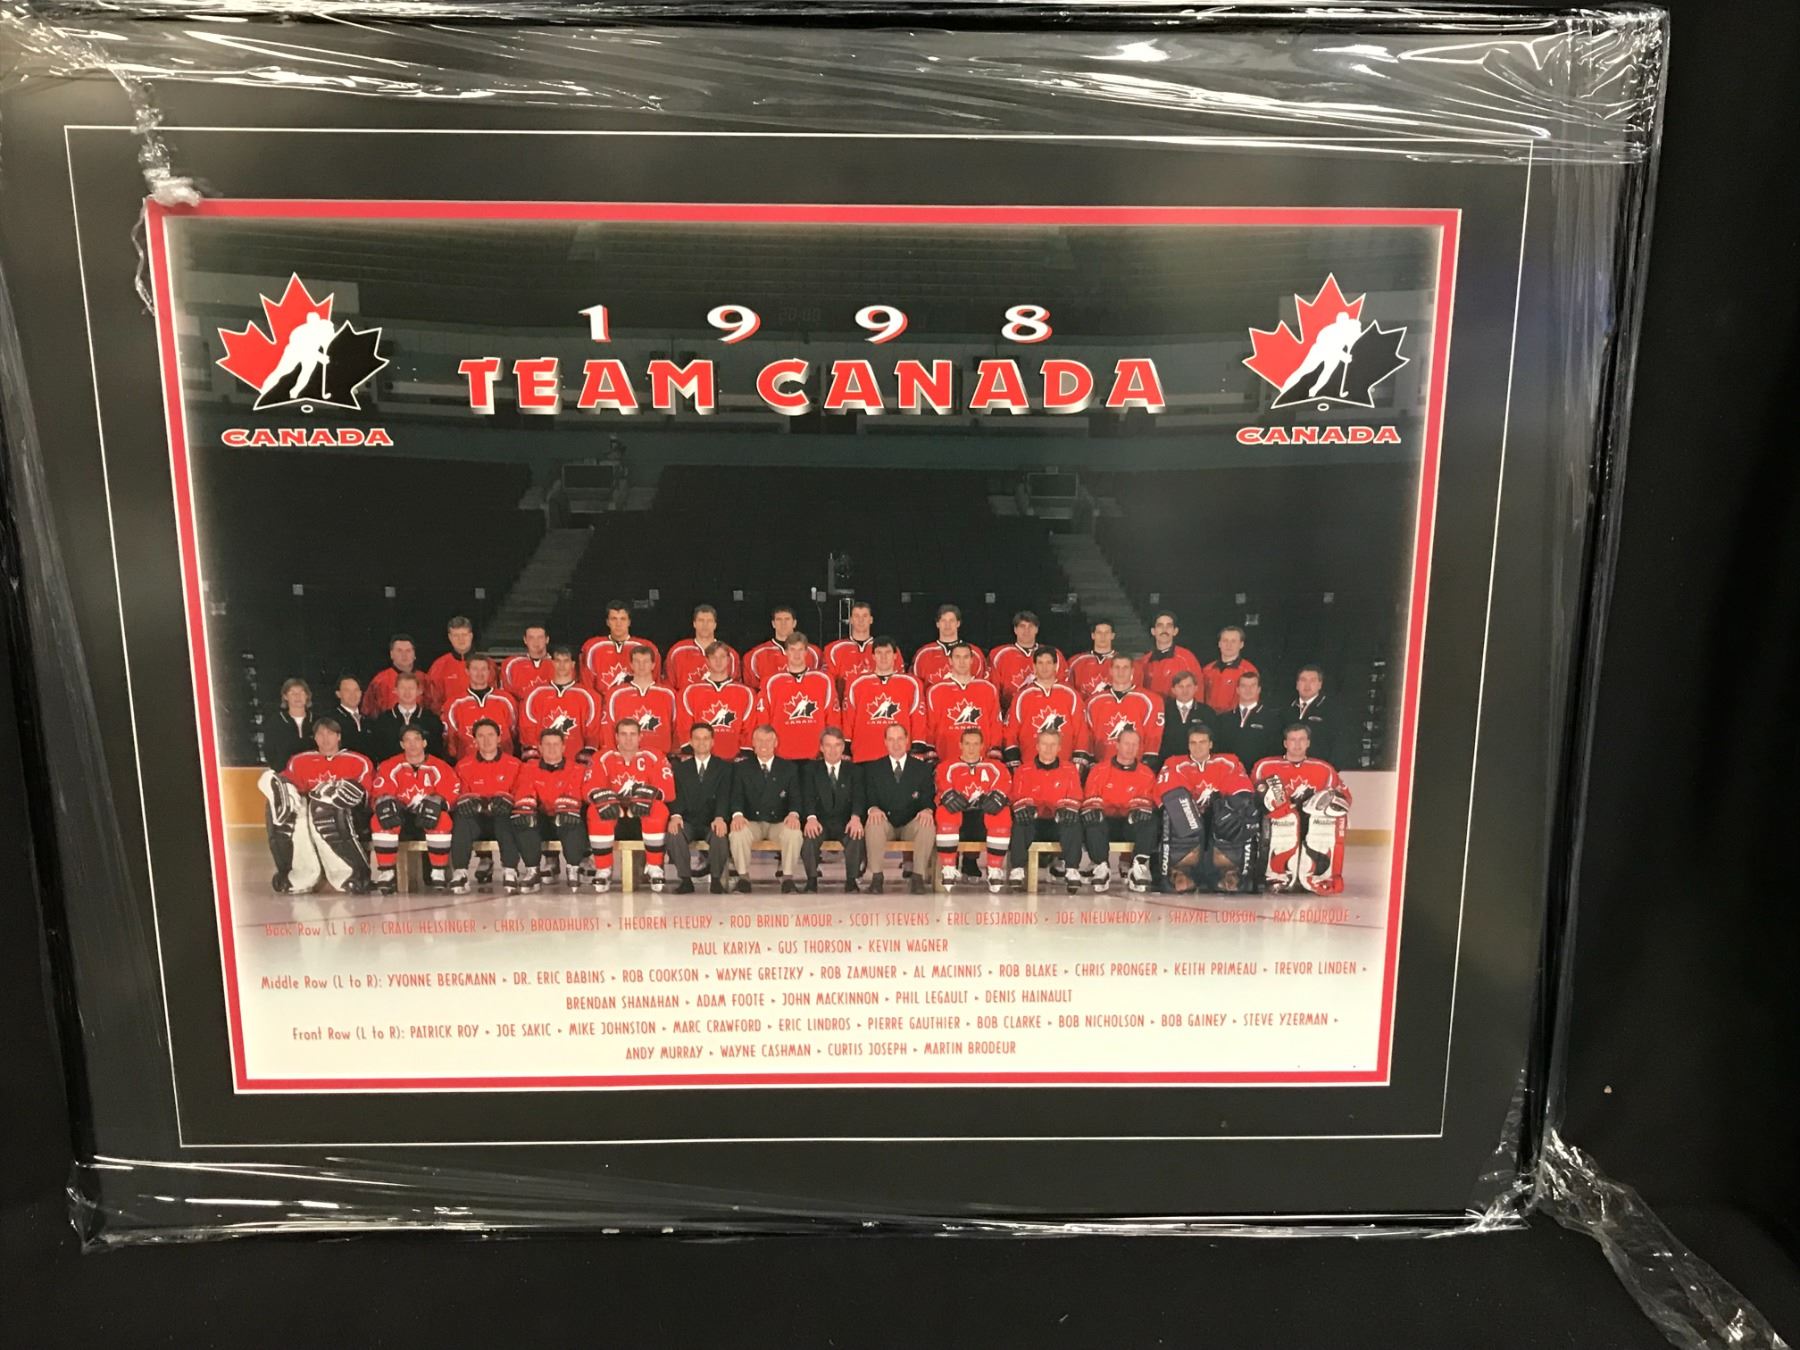 1998
TEAM CANADA
CANADA
CANADA
Back Row (L to R): CRAIG HEISINGER • CHRIS BROADHURST • THEOREN FLEURY • ROD BRIND'AMOUR • SCOTT STEVENS • ERIC DESJARDINS • JOE NIEUWENDYK • SHAYNE CORSON • RAY BOURQUE •
PAUL KARIYA • GUS THORSON • KEVIN WAGNER
Middle Row (L to R): YVONNE BERGMANN • DR. ERIC BABINS • ROB COOKSON • WAYNE GRETZKY • ROB ZAMUNER • AL MACINNIS • ROB BLAKE • CHRIS PRONGER • KEITH PRIMEAU • TREVOR LINDEN •
BRENDAN SHANAHAN • ADAM FOOTE • JOHN MACKINNON • PHIL LEGAULT • DENIS HAINAULT
Front Row (L to R): PATRICK ROY • JOE SAKIC • MIKE JOHNSTON • MARC CRAWFORD • ERIC LINDROS • PIERRE GAUTHIER • BOB CLARKE • BOB NICHOLSON • BOB GAINEY • STEVE YZERMAN •
ANDY MURRAY • WAYNE CASHMAN • CURTIS JOSEPH • MARTIN BRODEUR